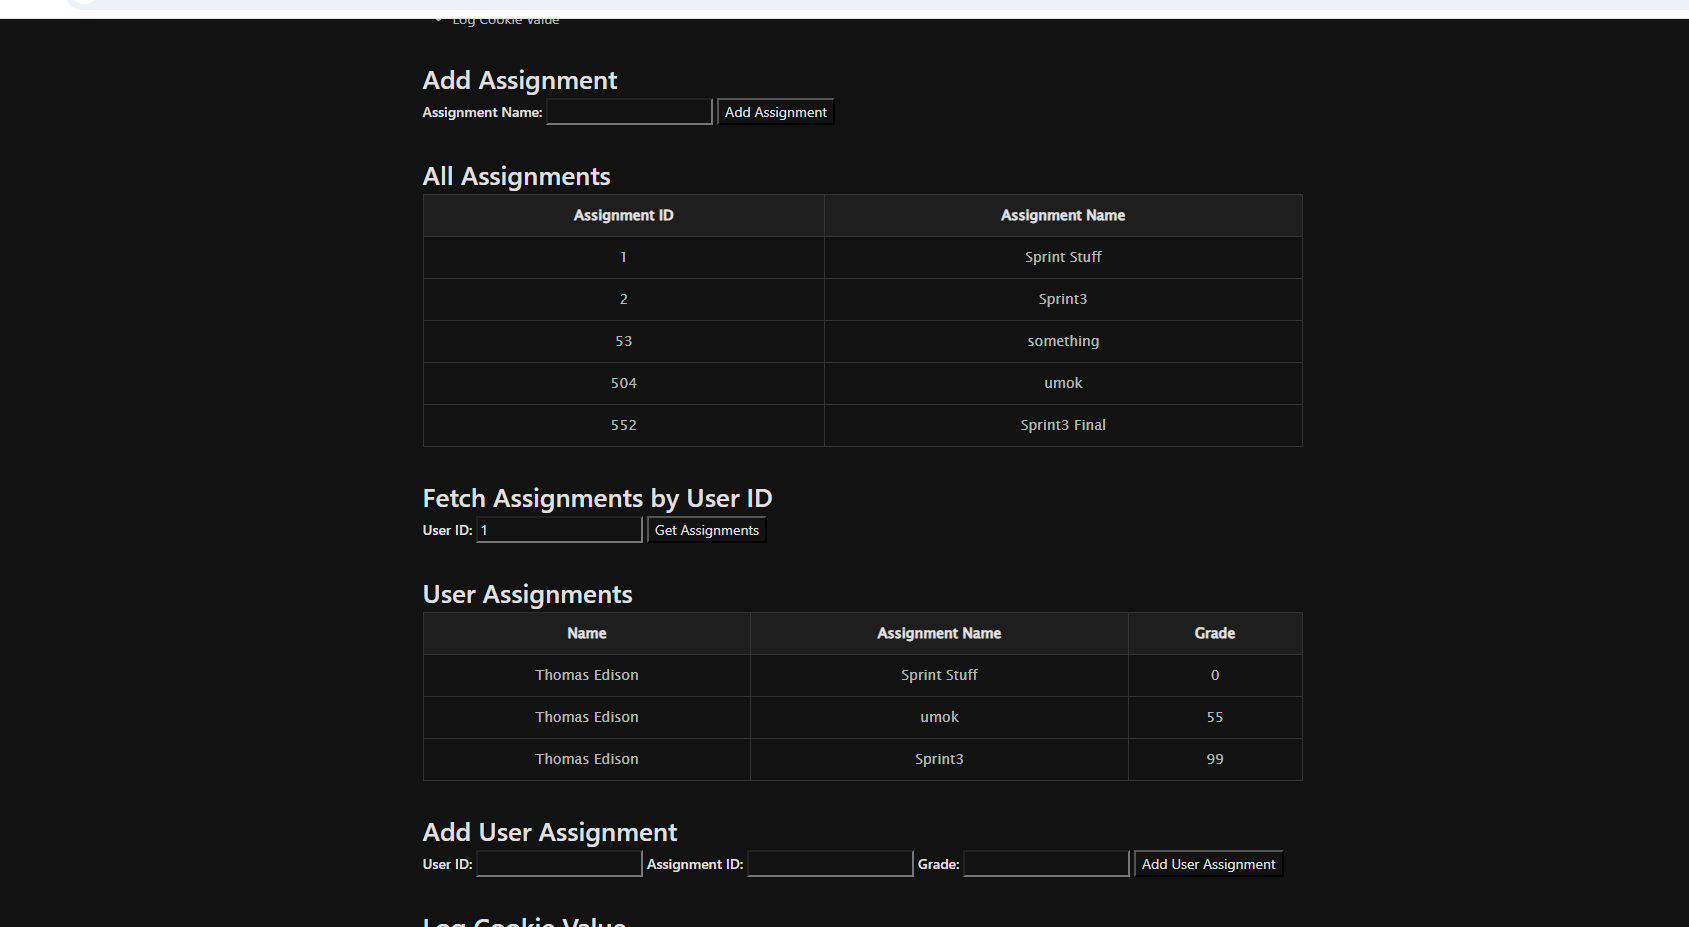 Log Cookie Value
Add Assignment
Assignment Name: Add Assignment
All Assignments
Assignment ID Assignment Name
1 Sprint Stuff
2 Sprint3
53 something
504 umok
552 Sprint3 Final
Fetch Assignments by User ID
User ID: 1 Get Assignments
User Assignments
Name Assignment Name Grade
Thomas Edison Sprint Stuff 0
Thomas Edison umok 55
Thomas Edison Sprint3 99
Add User Assignment
User ID: Assignment ID: Grade: Add User Assignment
Log Cookie Value